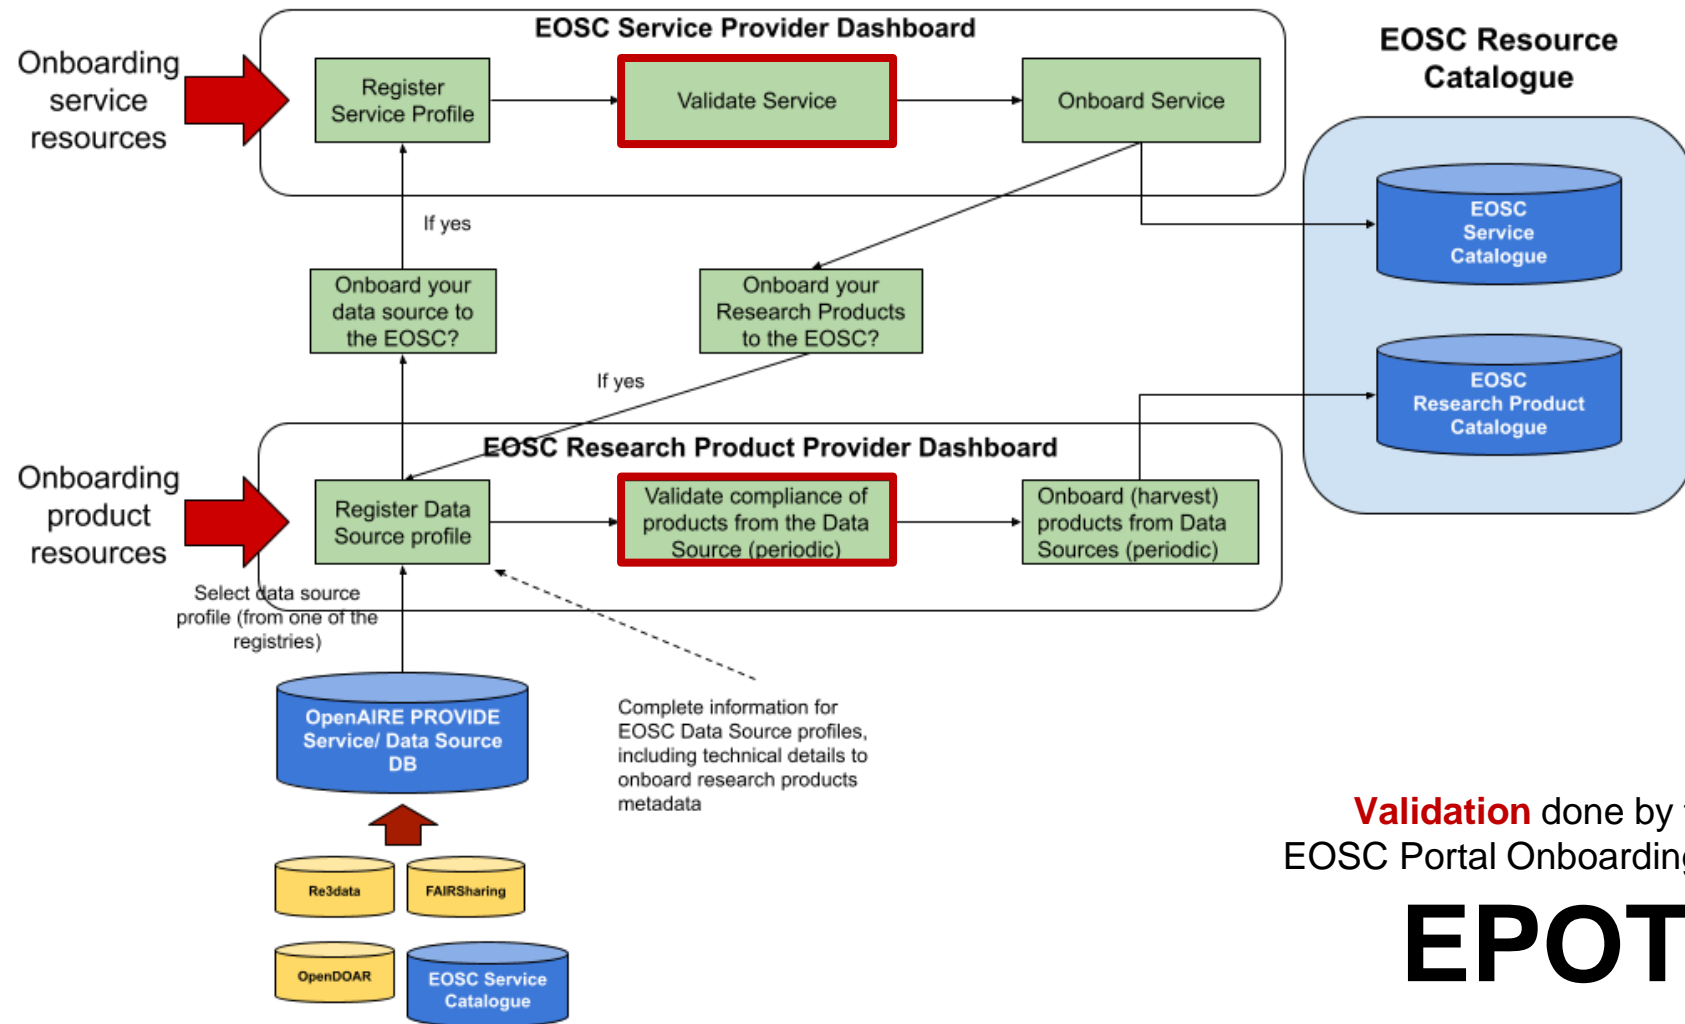 EOSC Service Provider Dashboard
Onboarding
service
resources
Register
Service Profile
Validate Service
Onboard Service
EOSC Resource
Catalogue
EOSC
Service
Catalogue
If yes
Onboard your
data source to
the EOSC?
Onboard your
Research Products
to the EOSC?
If yes
EOSC
Research Product
Catalogue
EOSC Research Product Provider Dashboard
Onboarding
product
resources
Register Data
Source profile
Validate compliance of
products from the Data
Source (periodic)
Onboard (harvest)
products from Data
Sources (periodic)
Select data source
profile (from one of the
registries)
OpenAIRE PROVIDE
Service/ Data Source
DB
Complete information for
EOSC Data Source profiles,
including technical details to
onboard research products
metadata
Re3data
FAIRSharing
OpenDOAR
EOSC Service
Catalogue
Validation done by
EOSC Portal Onboarding
EPOT